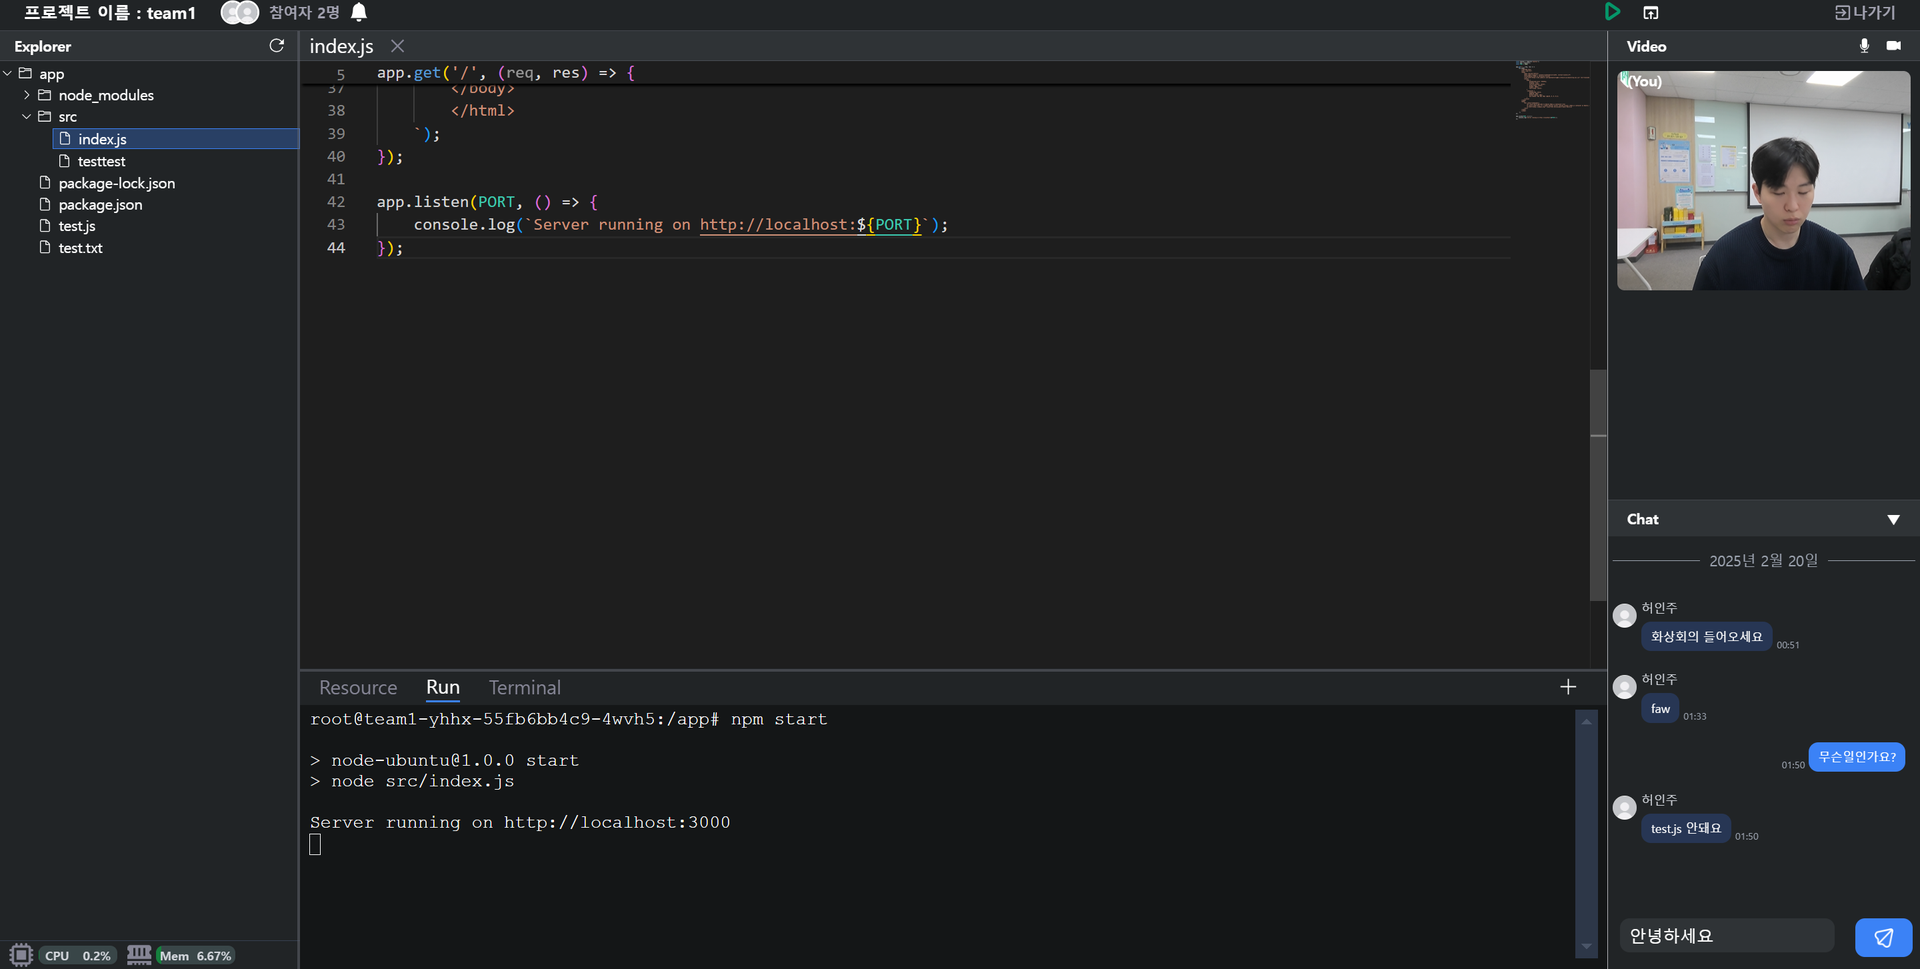 프로젝트 이름 : team1
참여자 2명
나가기
Explorer
app
node_modules
src
index.js
testtest
package-lock.json
package.json
test.js
test.txt
CPU 0.2%
Mem 6.67%
index.js
5 app.get('/', (req, res) => {
37 </body>
38 </html>
39 `);
40 });
41
42 app.listen(PORT, () => {
43 console.log(`Server running on http://localhost:${PORT}`);
44 });
Resource Run Terminal
root@team1-yhhx-55fb6bb4c9-4wvh5:/app# npm start
> node-ubuntu@1.0.0 start
> node src/index.js
Server running on http://localhost:3000
Video
(You)
Chat
2025년 2월 20일
허인주
화상회의 들어오세요 00:51
허인주
faw 01:33
01:50 무슨일인가요?
허인주
test.js 안돼요 01:50
안녕하세요